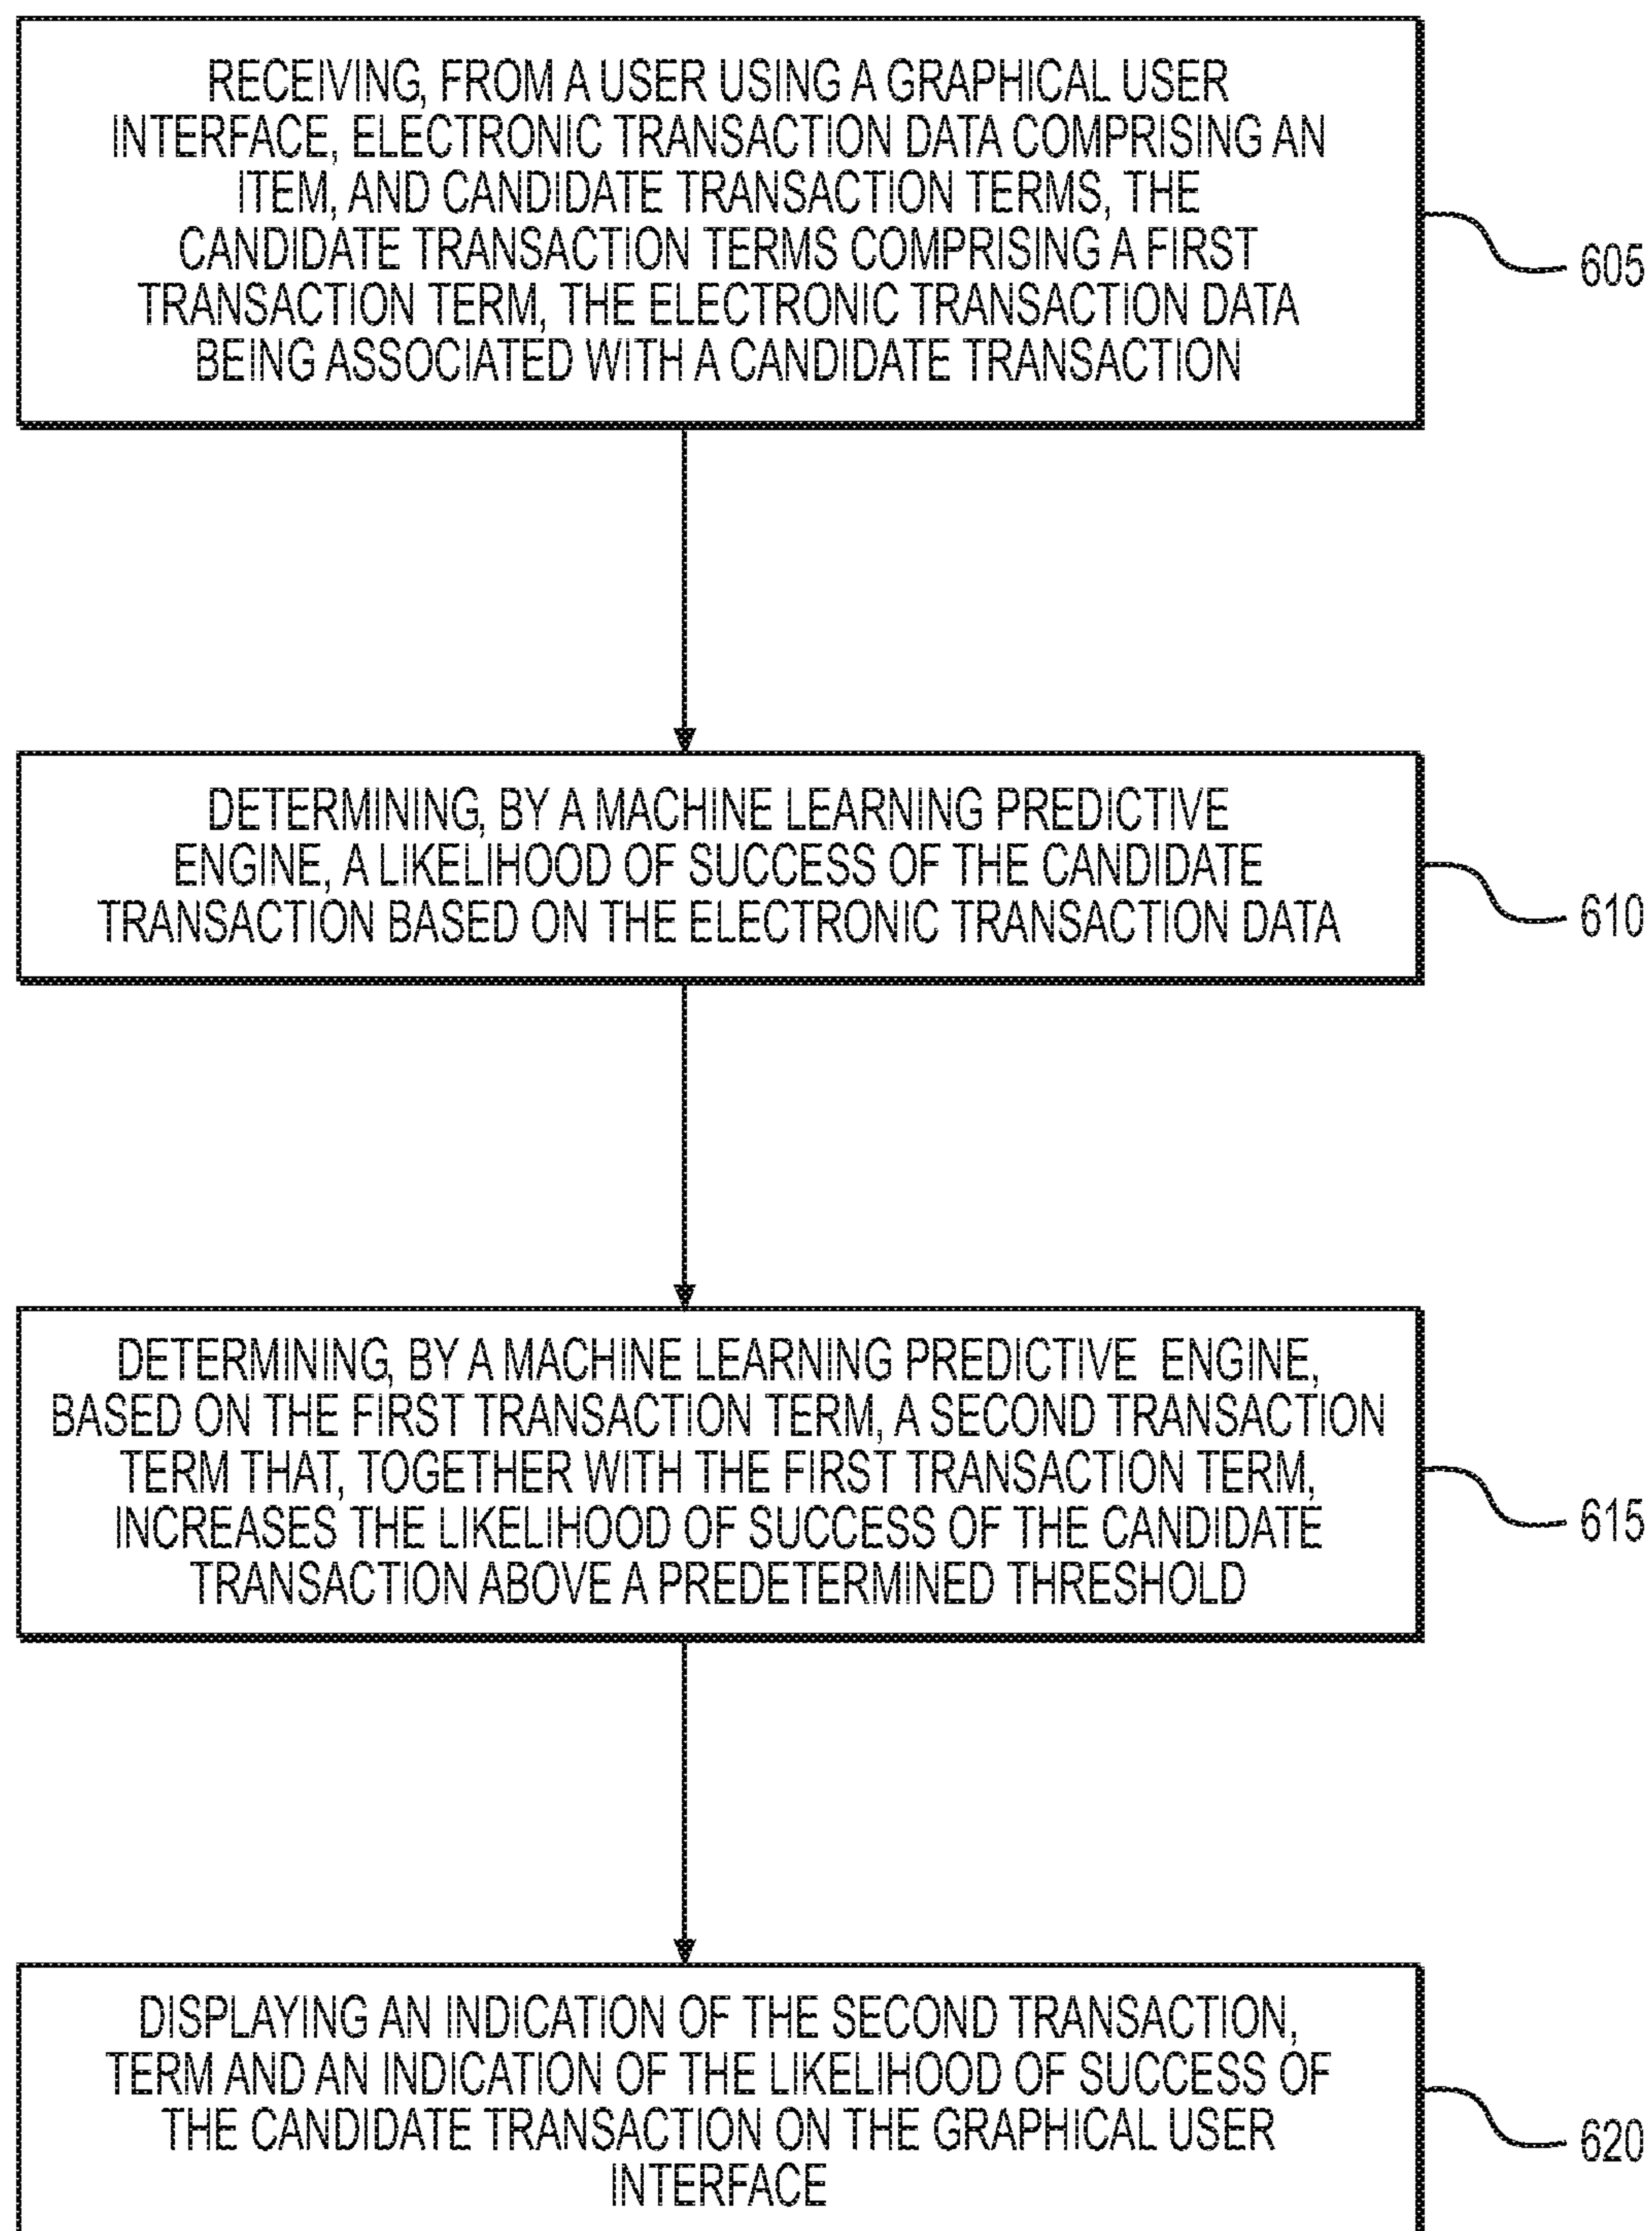 RECEIVING, FROM A USER USING A GRAPHICAL USER
INTERFACE, ELECTRONIC TRANSACTION DATA COMPRISING AN
ITEM, AND CANDIDATE TRANSACTION TERMS, THE
CANDIDATE TRANSACTION TERMS COMPRISING A FIRST
TRANSACTION TERM, THE ELECTRONIC TRANSACTION DATA
BEING ASSOCIATED WITH A CANDIDATE TRANSACTION
605
DETERMINING, BY A MACHINE LEARNING PREDICTIVE
ENGINE, A LIKELIHOOD OF SUCCESS OF THE CANDIDATE
TRANSACTION BASED ON THE ELECTRONIC TRANSACTION DATA
610
DETERMINING, BY A MACHINE LEARNING PREDICTIVE ENGINE,
BASED ON THE FIRST TRANSACTION TERM, A SECOND TRANSACTION
TERM THAT, TOGETHER WITH THE FIRST TRANSACTION TERM,
INCREASES THE LIKELIHOOD OF SUCCESS OF THE CANDIDATE
TRANSACTION ABOVE A PREDETERMINED THRESHOLD
615
DISPLAYING AN INDICATION OF THE SECOND TRANSACTION,
TERM AND AN INDICATION OF THE LIKELIHOOD OF SUCCESS OF
THE CANDIDATE TRANSACTION ON THE GRAPHICAL USER
INTERFACE
620